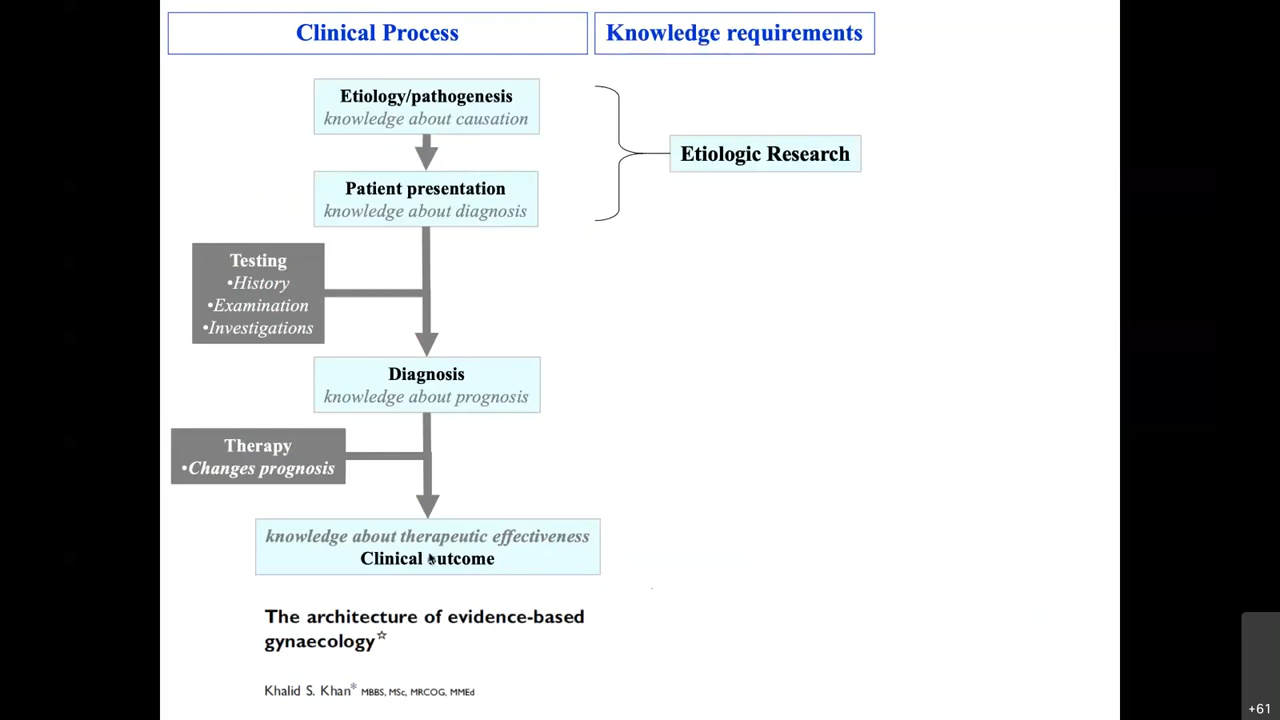 Clinical Process
Knowledge requirements
Etiology/pathogenesis
knowledge about causation
Etiologic Research
Patient presentation
knowledge about diagnosis
Testing
•History
•Examination
•Investigations
Diagnosis
knowledge about prognosis
Therapy
•Changes prognosis
knowledge about therapeutic effectiveness
Clinical outcome
The architecture of evidence-based
gynaecology☆
Khalid S. Khan* MBBS, MSc, MRCOG, MMEd
+61